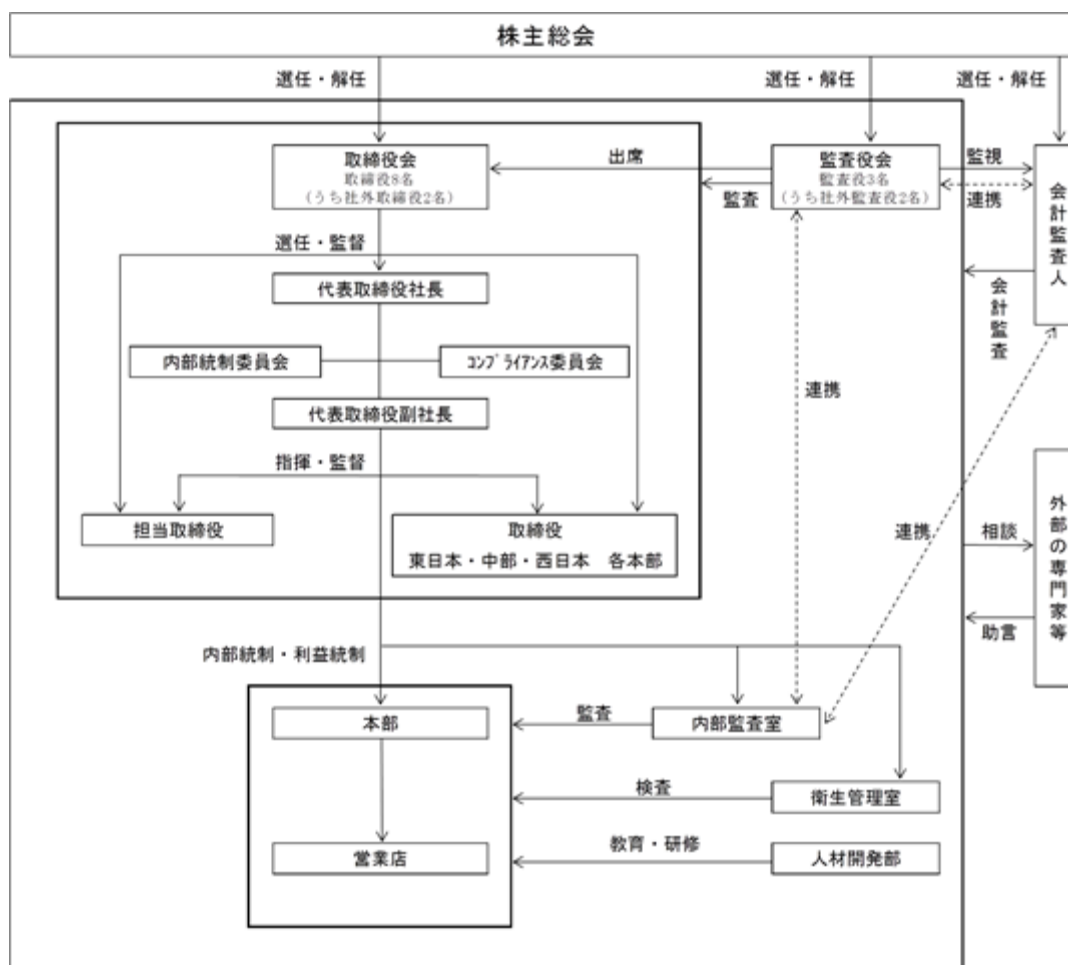 株主総会
選任・解任
選任・解任
選任・解任
取締役会
取締役8名
(うち社外取締役2名)
出席
監査
監査役会
監査役3名
(うち社外監査役2名)
監視
連携
会計監査人
会計監査
選任・監督
代表取締役社長
内部統制委員会
コンプライアンス委員会
代表取締役副社長
連携
指揮・監督
担当取締役
取締役
東日本・中部・西日本 各本部
連携
相談
助言
外部の専門家等
内部統制・利益統制
本部
監査
内部監査室
検査
衛生管理室
営業店
教育・研修
人材開発部